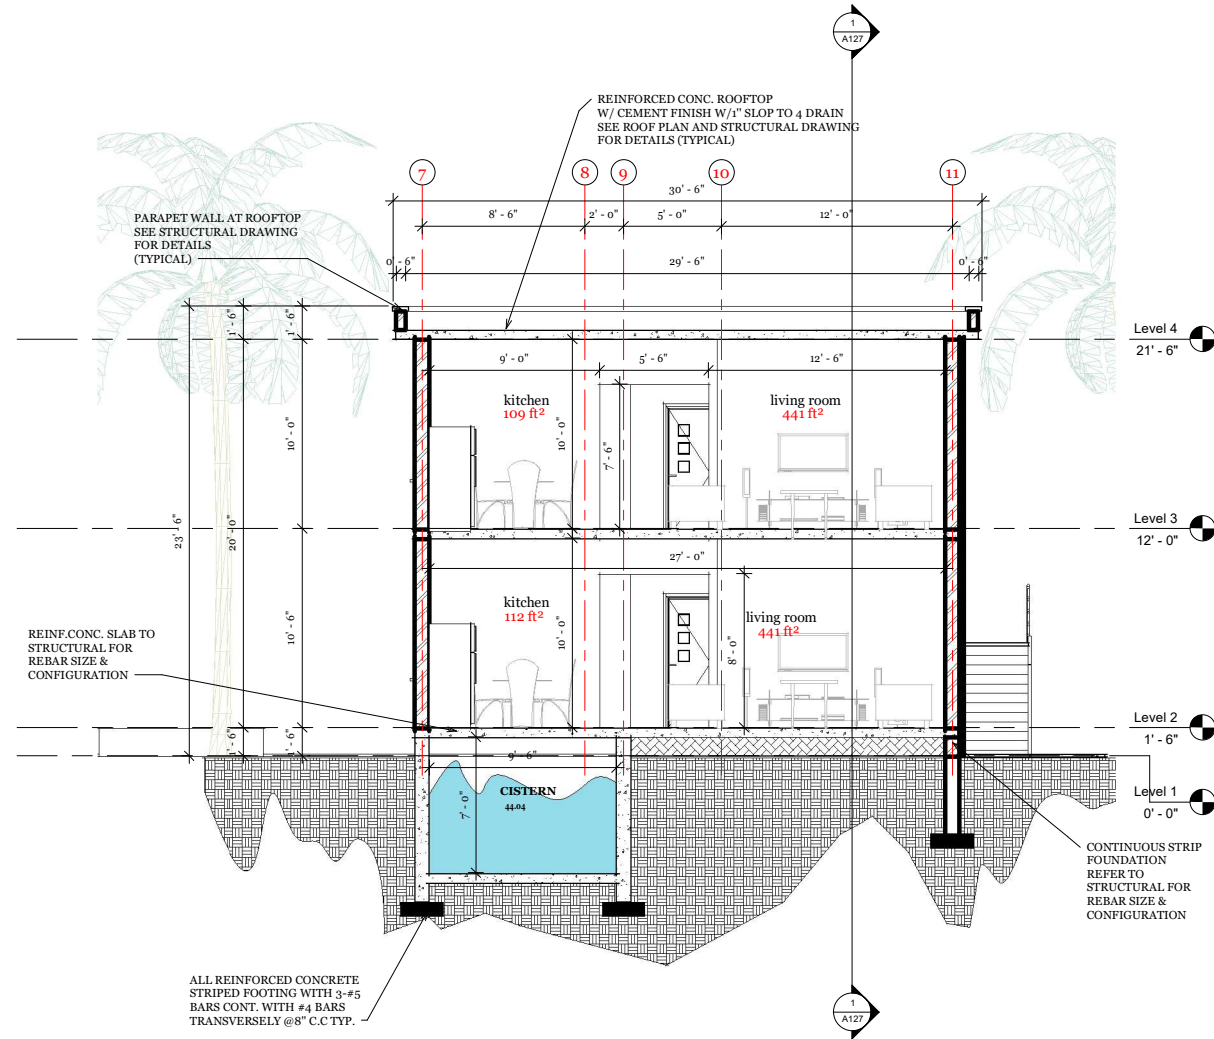 1
A127
REINFORCED CONC. ROOFTOP
W/ CEMENT FINISH W/1" SLOP TO 4 DRAIN
SEE ROOF PLAN AND STRUCTURAL DRAWING
FOR DETAILS (TYPICAL)
7
8
9
10
11
30' - 6"
8' - 6"
2' - 0"
5' - 0"
12' - 0"
PARAPET WALL AT ROOFTOP
SEE STRUCTURAL DRAWING
FOR DETAILS
(TYPICAL)
0' - 6"
29' - 6"
0' - 6"
1' - 6"
1' - 6"
Level 4
21' - 6"
9' - 0"
5' - 6"
12' - 6"
kitchen
109 ft²
living room
441 ft²
10' - 0"
10' - 0"
7' - 6"
23' - 6"
20' - 0"
Level 3
12' - 0"
27' - 0"
kitchen
112 ft²
living room
441 ft²
10' - 6"
10' - 0"
8' - 0"
REINF.CONC. SLAB TO
STRUCTURAL FOR
REBAR SIZE &
CONFIGURATION
Level 2
1' - 6"
1' - 6"
1' - 6"
9' - 6"
CISTERN
44.04
7' - 0"
Level 1
0' - 0"
CONTINUOUS STRIP
FOUNDATION
REFER TO
STRUCTURAL FOR
REBAR SIZE &
CONFIGURATION
ALL REINFORCED CONCRETE
STRIPED FOOTING WITH 3-#5
BARS CONT. WITH #4 BARS
TRANSVERSELY @8" C.C TYP.
1
A127